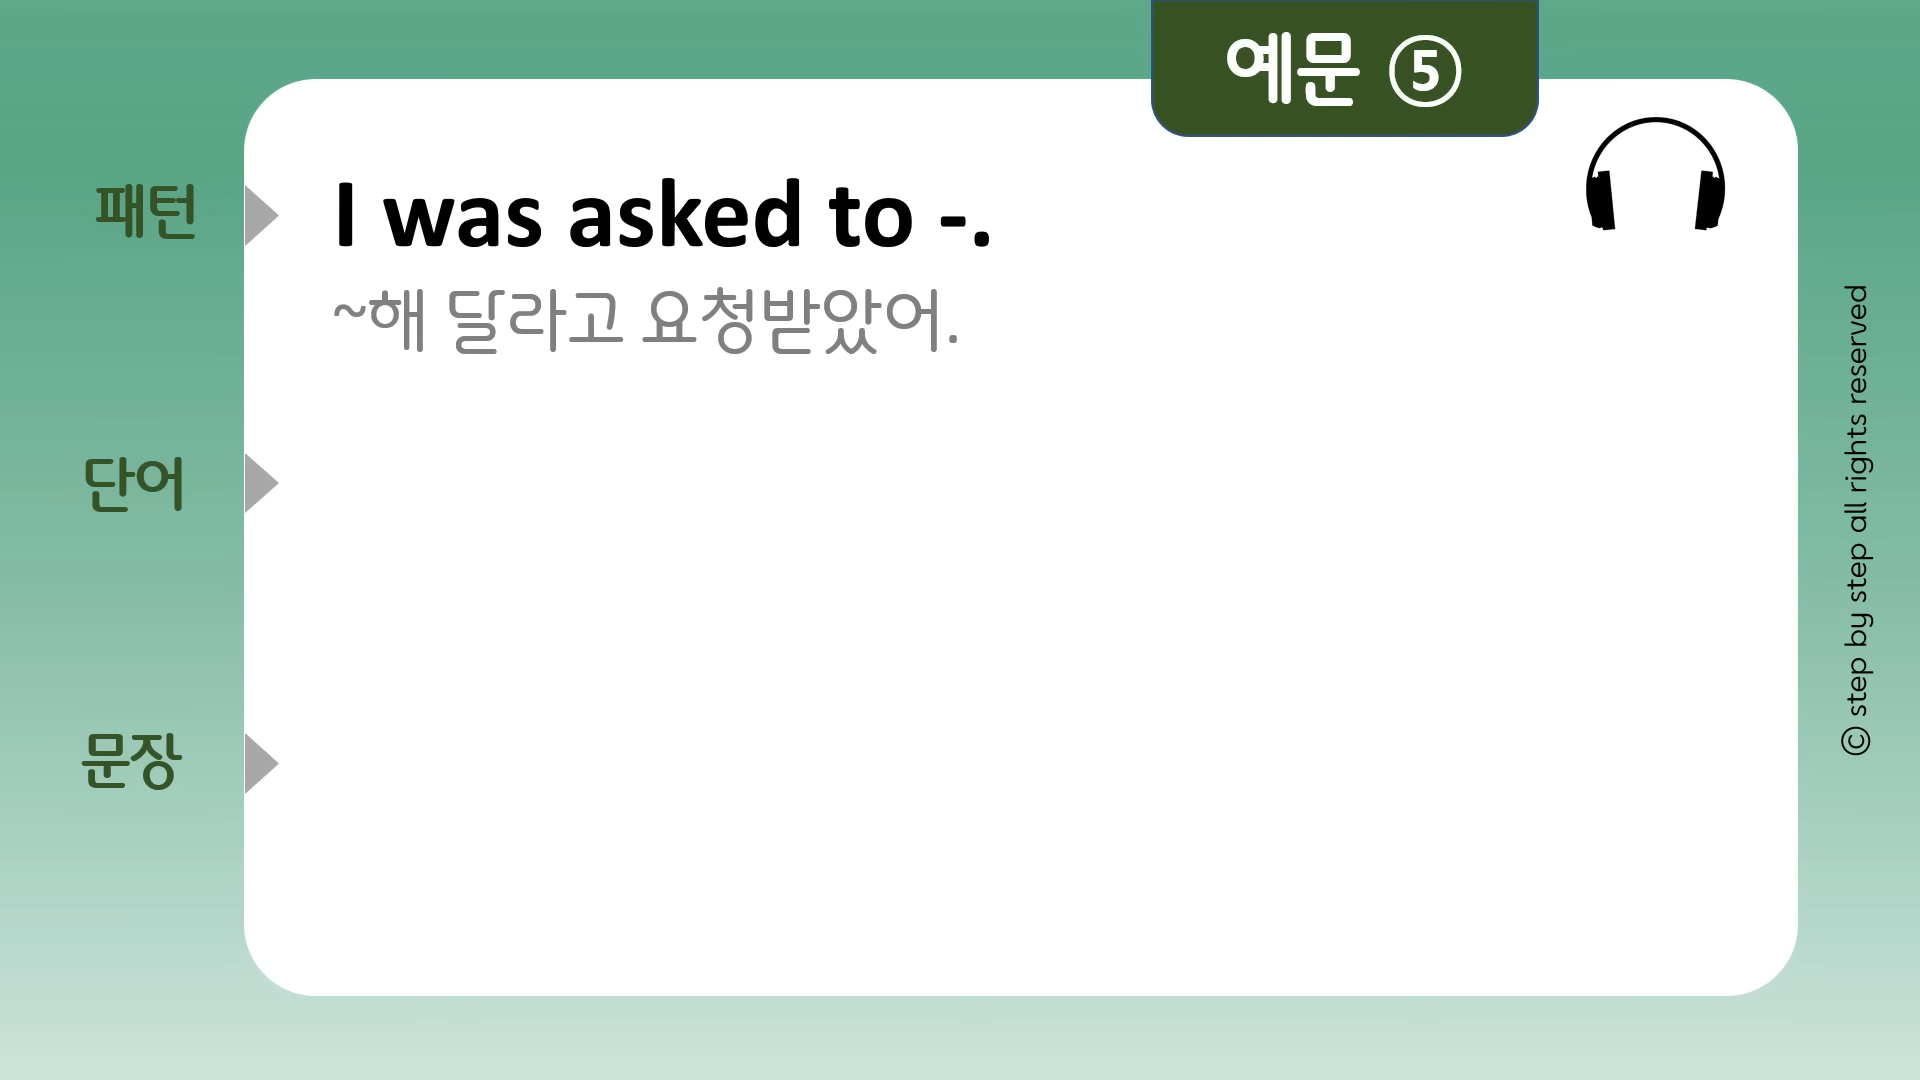 예문 ⑤
패턴
I was asked to -.
~해 달라고 요청받았어.
단어
문장
© step by step all rights reserved